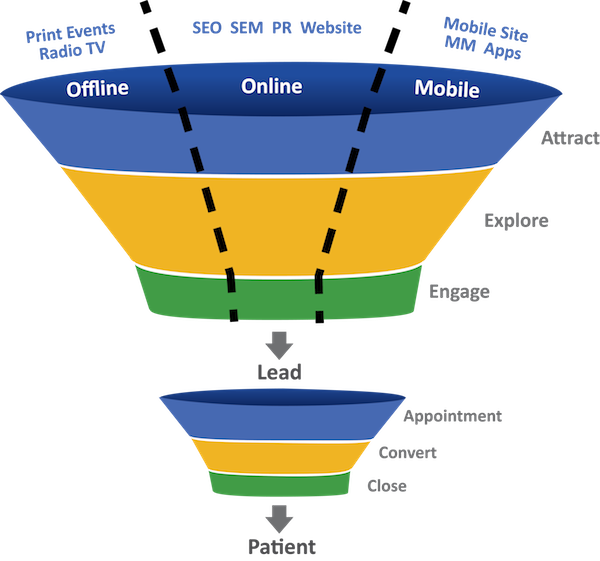 Print Events
Radio TV
SEO SEM PR Website
Mobile Site
MM Apps
Offline
Online
Mobile
Attract
Explore
Engage
Lead
Appointment
Convert
Close
Patient